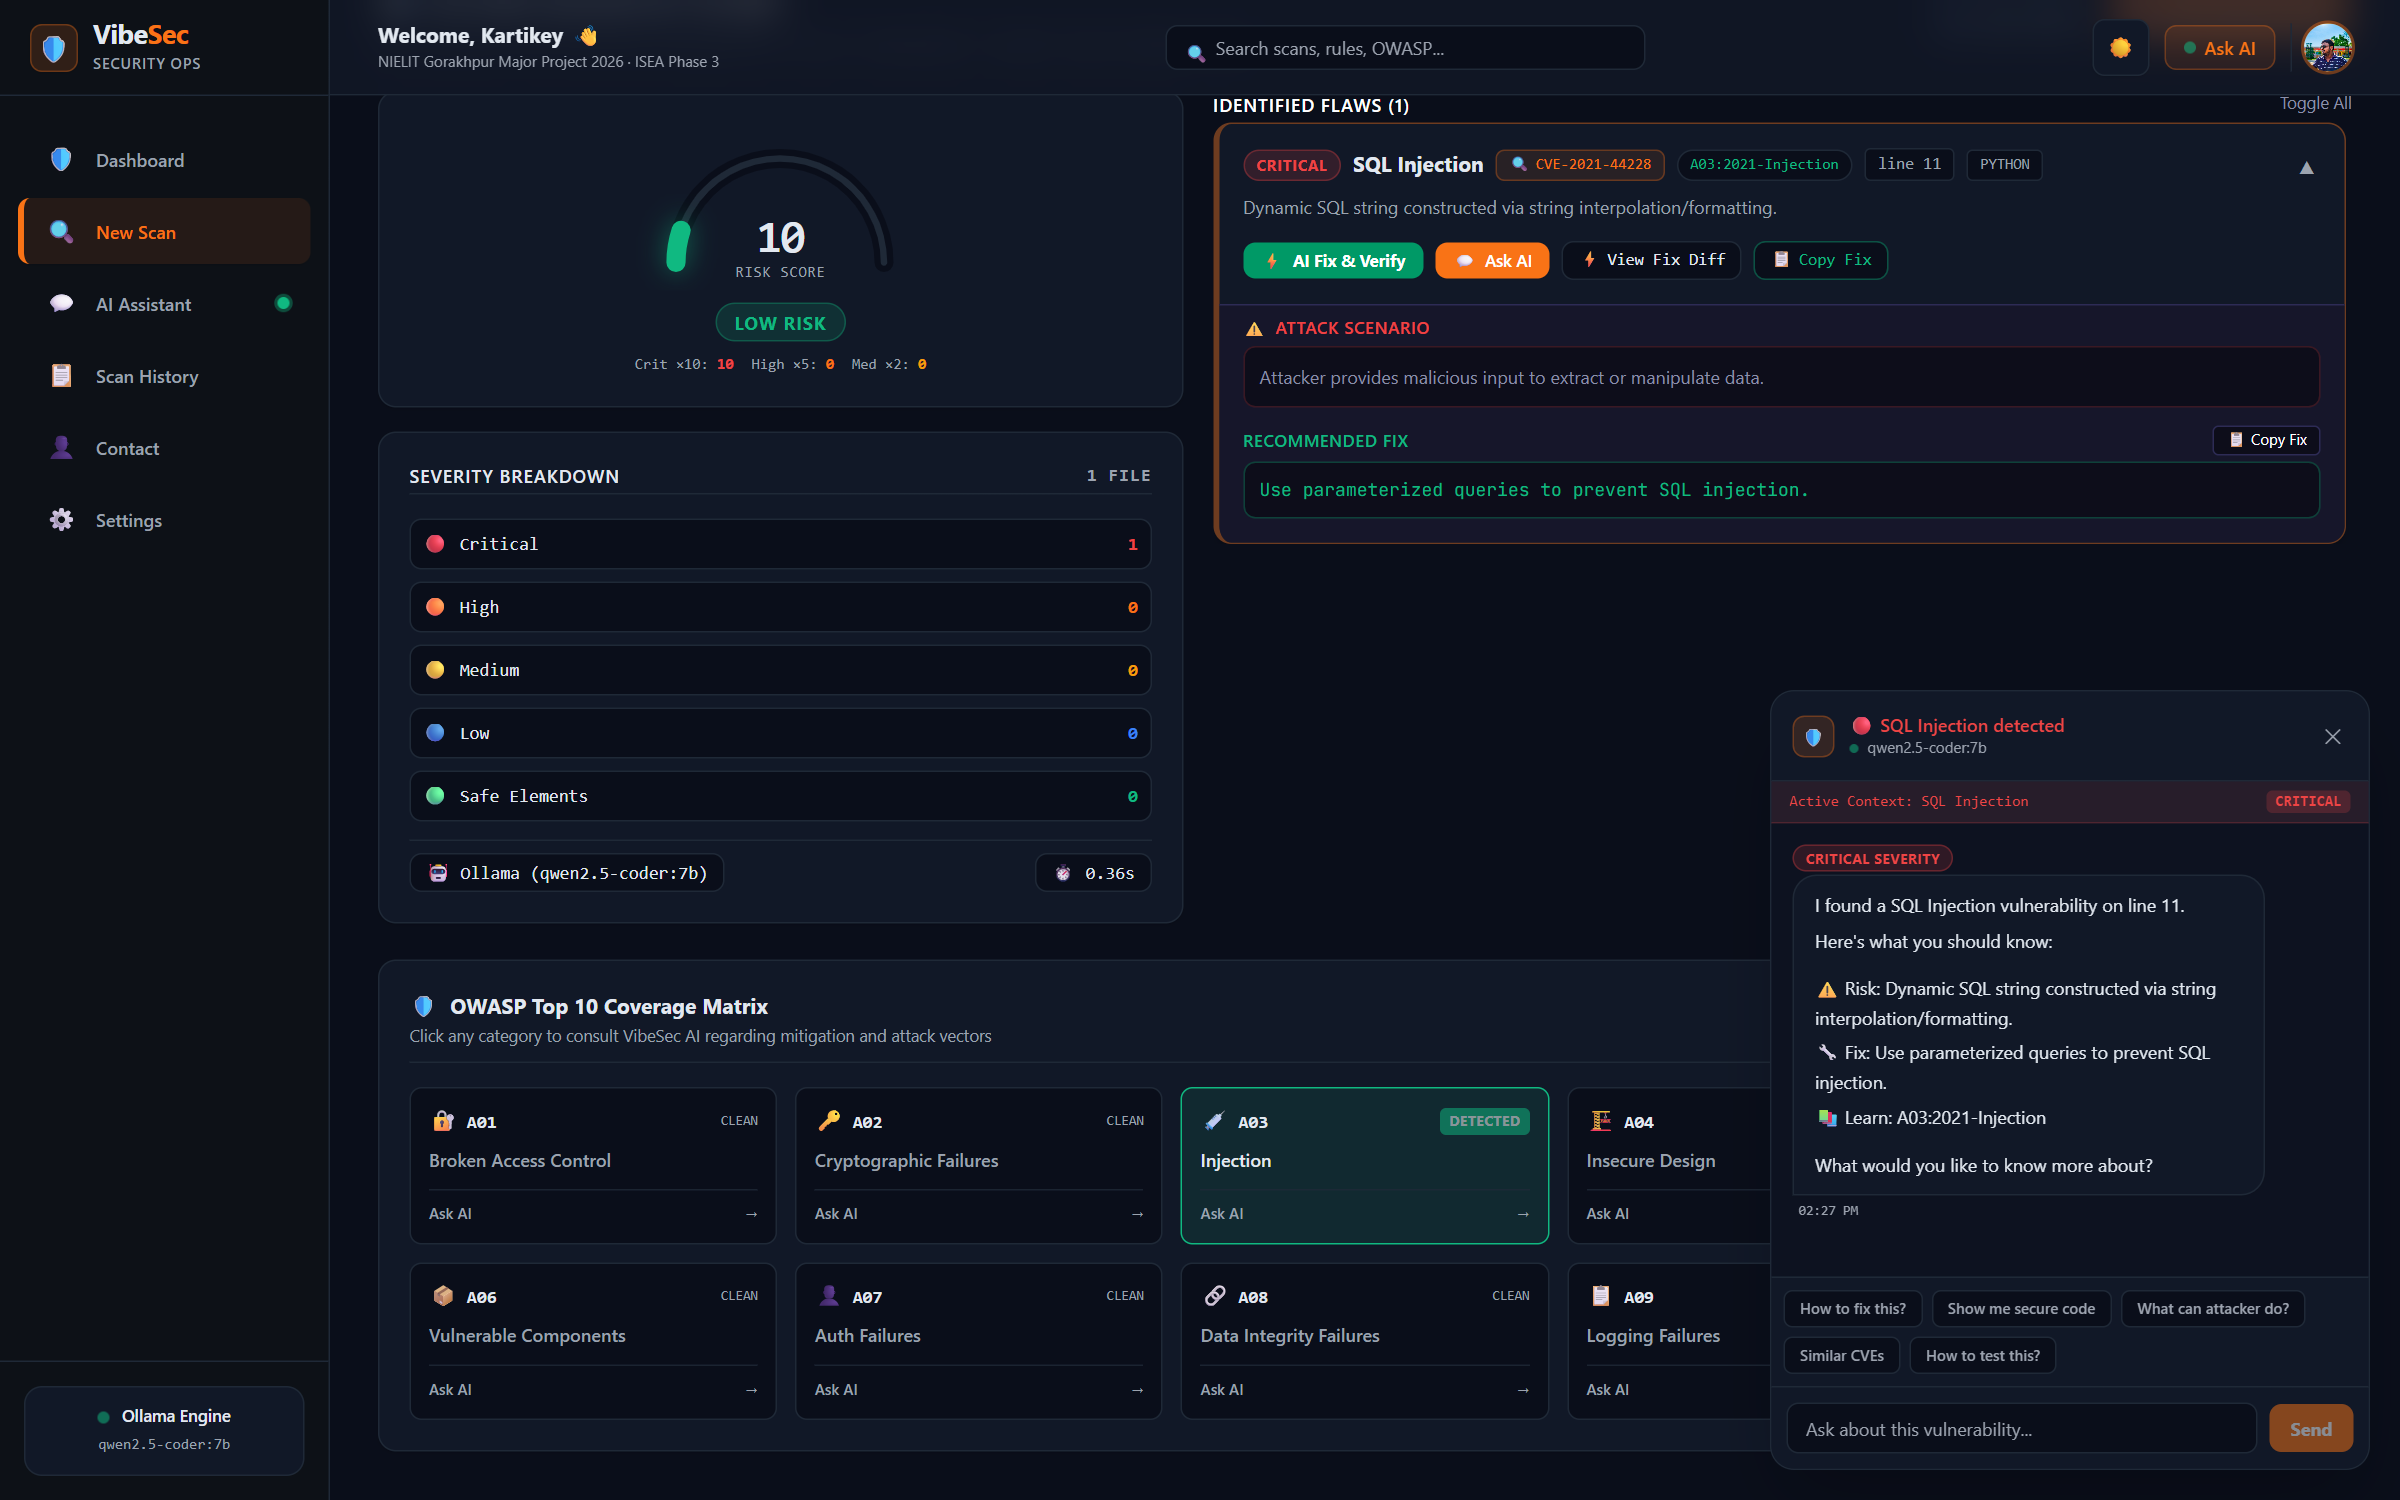 VibeSec
SECURITY OPS
Dashboard
New Scan
AI Assistant
Scan History
Contact
Settings
Ollama Engine
qwen2.5-coder:7b
Welcome, Kartikey 👋
NIELIT Gorakhpur Major Project 2026 · ISEA Phase 3
Search scans, rules, OWASP...
Ask AI
10
RISK SCORE
LOW RISK
Crit ×10: 10 High ×5: 0 Med ×2: 0
SEVERITY BREAKDOWN
1 FILE
Critical 1
High 0
Medium 0
Low 0
Safe Elements 0
Ollama (qwen2.5-coder:7b)
0.36s
IDENTIFIED FLAWS (1)
Toggle All
CRITICAL SQL Injection CVE-2021-44228 A03:2021-Injection line 11 PYTHON
▲
Dynamic SQL string constructed via string interpolation/formatting.
AI Fix & Verify
Ask AI
View Fix Diff
Copy Fix
ATTACK SCENARIO
Attacker provides malicious input to extract or manipulate data.
RECOMMENDED FIX
Copy Fix
Use parameterized queries to prevent SQL injection.
OWASP Top 10 Coverage Matrix
Click any category to consult VibeSec AI regarding mitigation and attack vectors
A01 CLEAN
Broken Access Control
Ask AI →
A02 CLEAN
Cryptographic Failures
Ask AI →
A03 DETECTED
Injection
Ask AI →
A04
Insecure Design
Ask AI
A06 CLEAN
Vulnerable Components
Ask AI →
A07 CLEAN
Auth Failures
Ask AI →
A08 CLEAN
Data Integrity Failures
Ask AI →
A09
Logging Failures
Ask AI
SQL Injection detected
qwen2.5-coder:7b
Active Context: SQL Injection
CRITICAL
CRITICAL SEVERITY
I found a SQL Injection vulnerability on line 11.
Here's what you should know:
⚠️ Risk: Dynamic SQL string constructed via string
interpolation/formatting.
🔧 Fix: Use parameterized queries to prevent SQL
injection.
📚 Learn: A03:2021-Injection
What would you like to know more about?
02:27 PM
How to fix this?
Show me secure code
What can attacker do?
Similar CVEs
How to test this?
Ask about this vulnerability...
Send